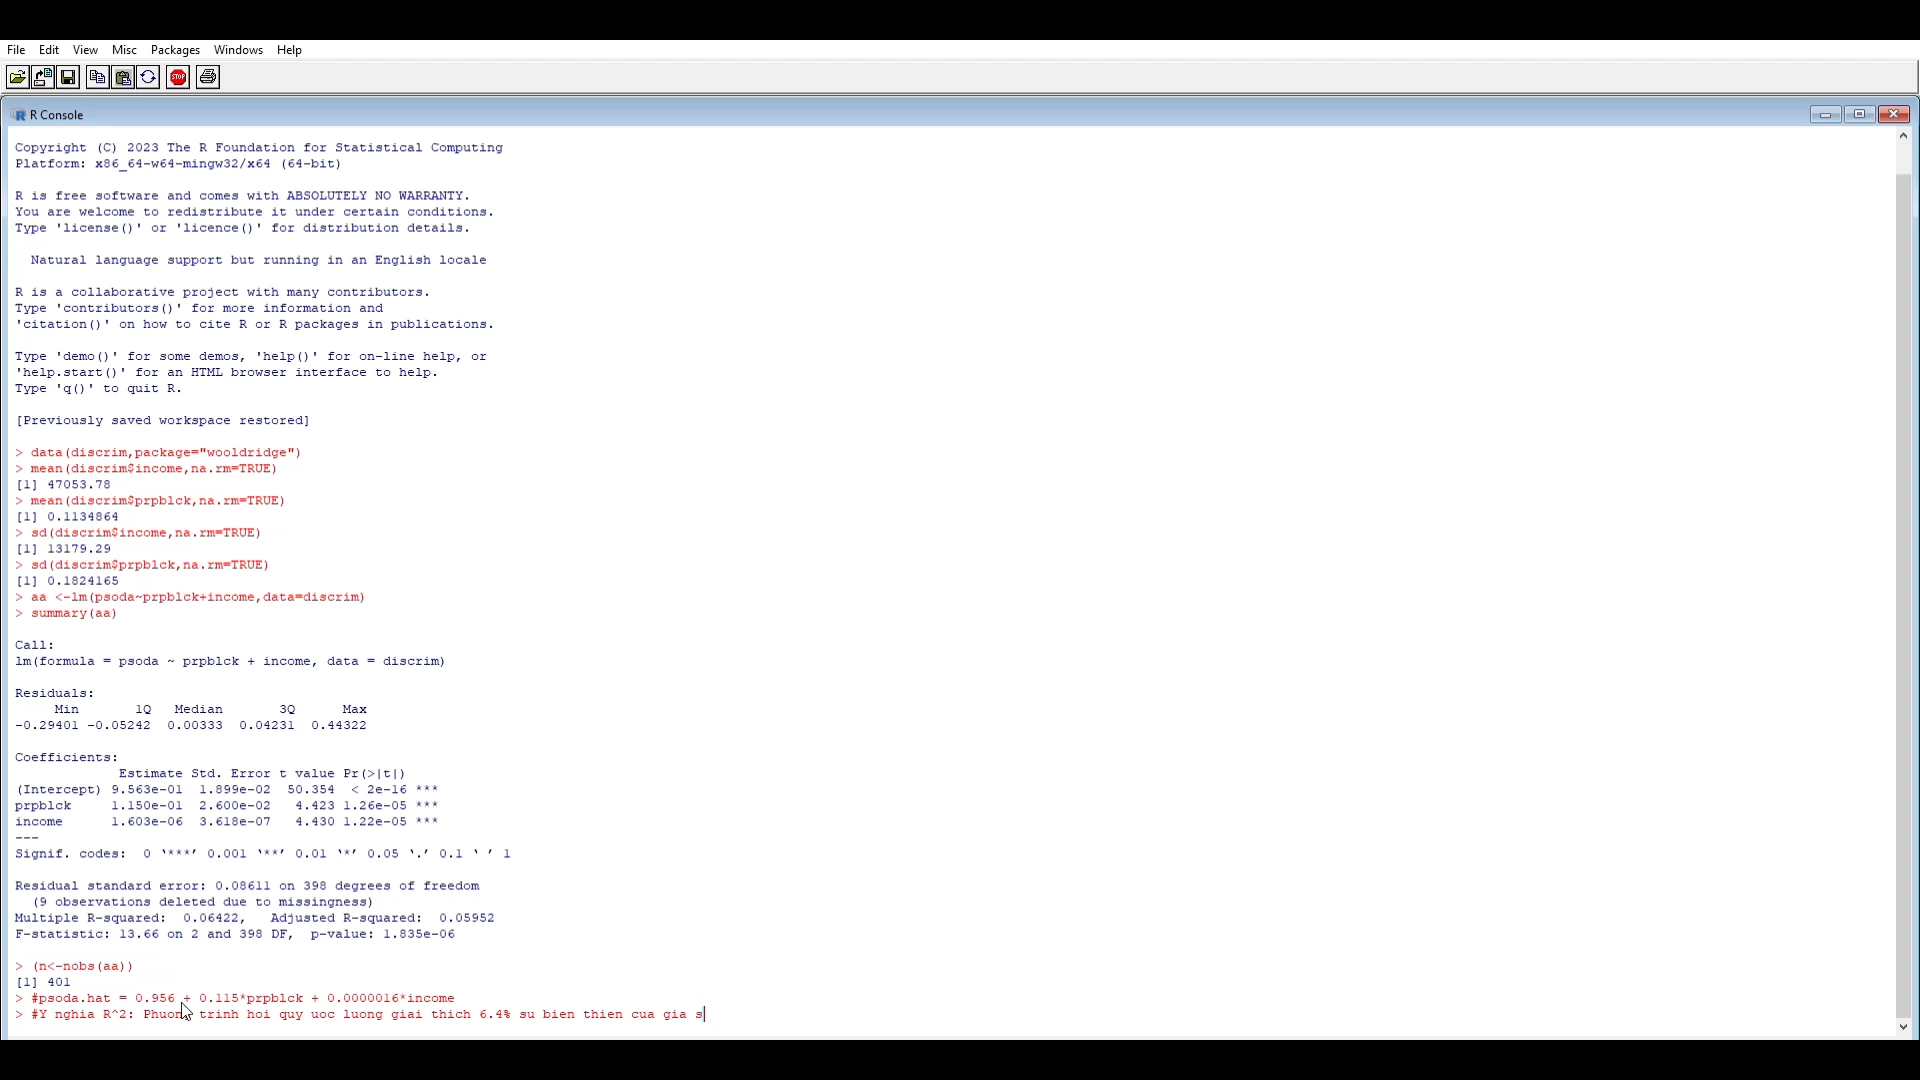 File Edit View Misc Packages Windows Help
STOP
R Console
Copyright (C) 2023 The R Foundation for Statistical Computing
Platform: x86_64-w64-mingw32/x64 (64-bit)
R is free software and comes with ABSOLUTELY NO WARRANTY.
You are welcome to redistribute it under certain conditions.
Type 'license()' or 'licence()' for distribution details.
Natural language support but running in an English locale
R is a collaborative project with many contributors.
Type 'contributors()' for more information and
'citation()' on how to cite R or R packages in publications.
Type 'demo()' for some demos, 'help()' for on-line help, or
'help.start()' for an HTML browser interface to help.
Type 'q()' to quit R.
[Previously saved workspace restored]
> data(discrim,package="wooldridge")
> mean(discrim$income,na.rm=TRUE)
[1] 47053.78
> mean(discrim$prpblck,na.rm=TRUE)
[1] 0.1134864
> sd(discrim$income,na.rm=TRUE)
[1] 13179.29
> sd(discrim$prpblck,na.rm=TRUE)
[1] 0.1824165
> aa <-lm(psoda~prpblck+income,data=discrim)
> summary(aa)
Call:
lm(formula = psoda ~ prpblck + income, data = discrim)
Residuals:
Min 1Q Median 3Q Max
-0.29401 -0.05242 0.00333 0.04231 0.44322
Coefficients:
Estimate Std. Error t value Pr(>|t|)
(Intercept) 9.563e-01 1.899e-02 50.354 < 2e-16 ***
prpblck 1.150e-01 2.600e-02 4.423 1.26e-05 ***
income 1.603e-06 3.618e-07 4.430 1.22e-05 ***
---
Signif. codes: 0 ‘***’ 0.001 ‘**’ 0.01 ‘*’ 0.05 ‘.’ 0.1 ‘ ’ 1
Residual standard error: 0.08611 on 398 degrees of freedom
(9 observations deleted due to missingness)
Multiple R-squared: 0.06422, Adjusted R-squared: 0.05952
F-statistic: 13.66 on 2 and 398 DF, p-value: 1.835e-06
> (n<-nobs(aa))
[1] 401
> #psoda.hat = 0.956 + 0.115*prpblck + 0.0000016*income
> #Y nghia R^2: Phuong trinh hoi quy uoc luong giai thich 6.4% su bien thien cua gia s